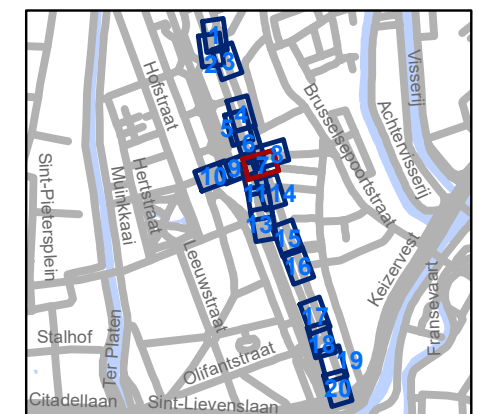 1
2
3
4
5
6
7
8
9
10
11
14
13
15
16
17
18
19
20
Hofstraat
Visserij
Achtervisserij
Brusselsepoortstraat
Sint-Pietersplein
Muinkkaai
Hertstraat
Leeuwstraat
Keizervest
Fransevaart
Stalhof
Ter Platen
Olifantstraat
Citadellaan
Sint-Lievenslaan